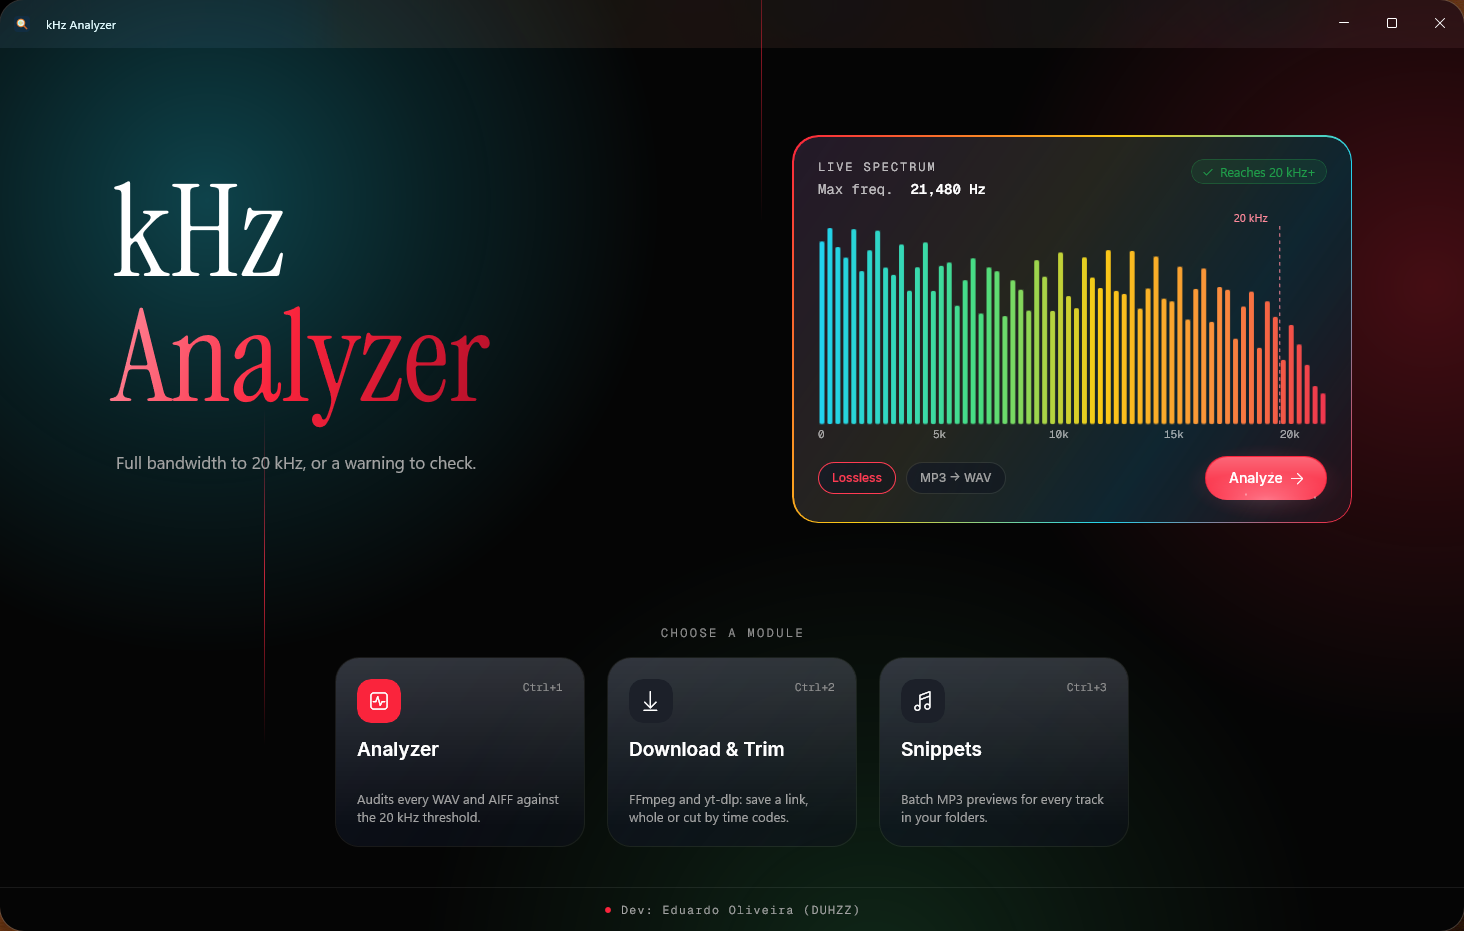 kHz Analyzer
kHz
Analyzer
Full bandwidth to 20 kHz, or a warning to check.
LIVE SPECTRUM
Max freq. 21,480 Hz
Reaches 20 kHz+
20 kHz
0 5k 10k 15k 20k
Lossless
MP3 → WAV
Analyze →
CHOOSE A MODULE
Ctrl+1
Analyzer
Audits every WAV and AIFF against
the 20 kHz threshold.
Ctrl+2
Download & Trim
FFmpeg and yt-dlp: save a link,
whole or cut by time codes.
Ctrl+3
Snippets
Batch MP3 previews for every track
in your folders.
Dev: Eduardo Oliveira (DUHZZ)